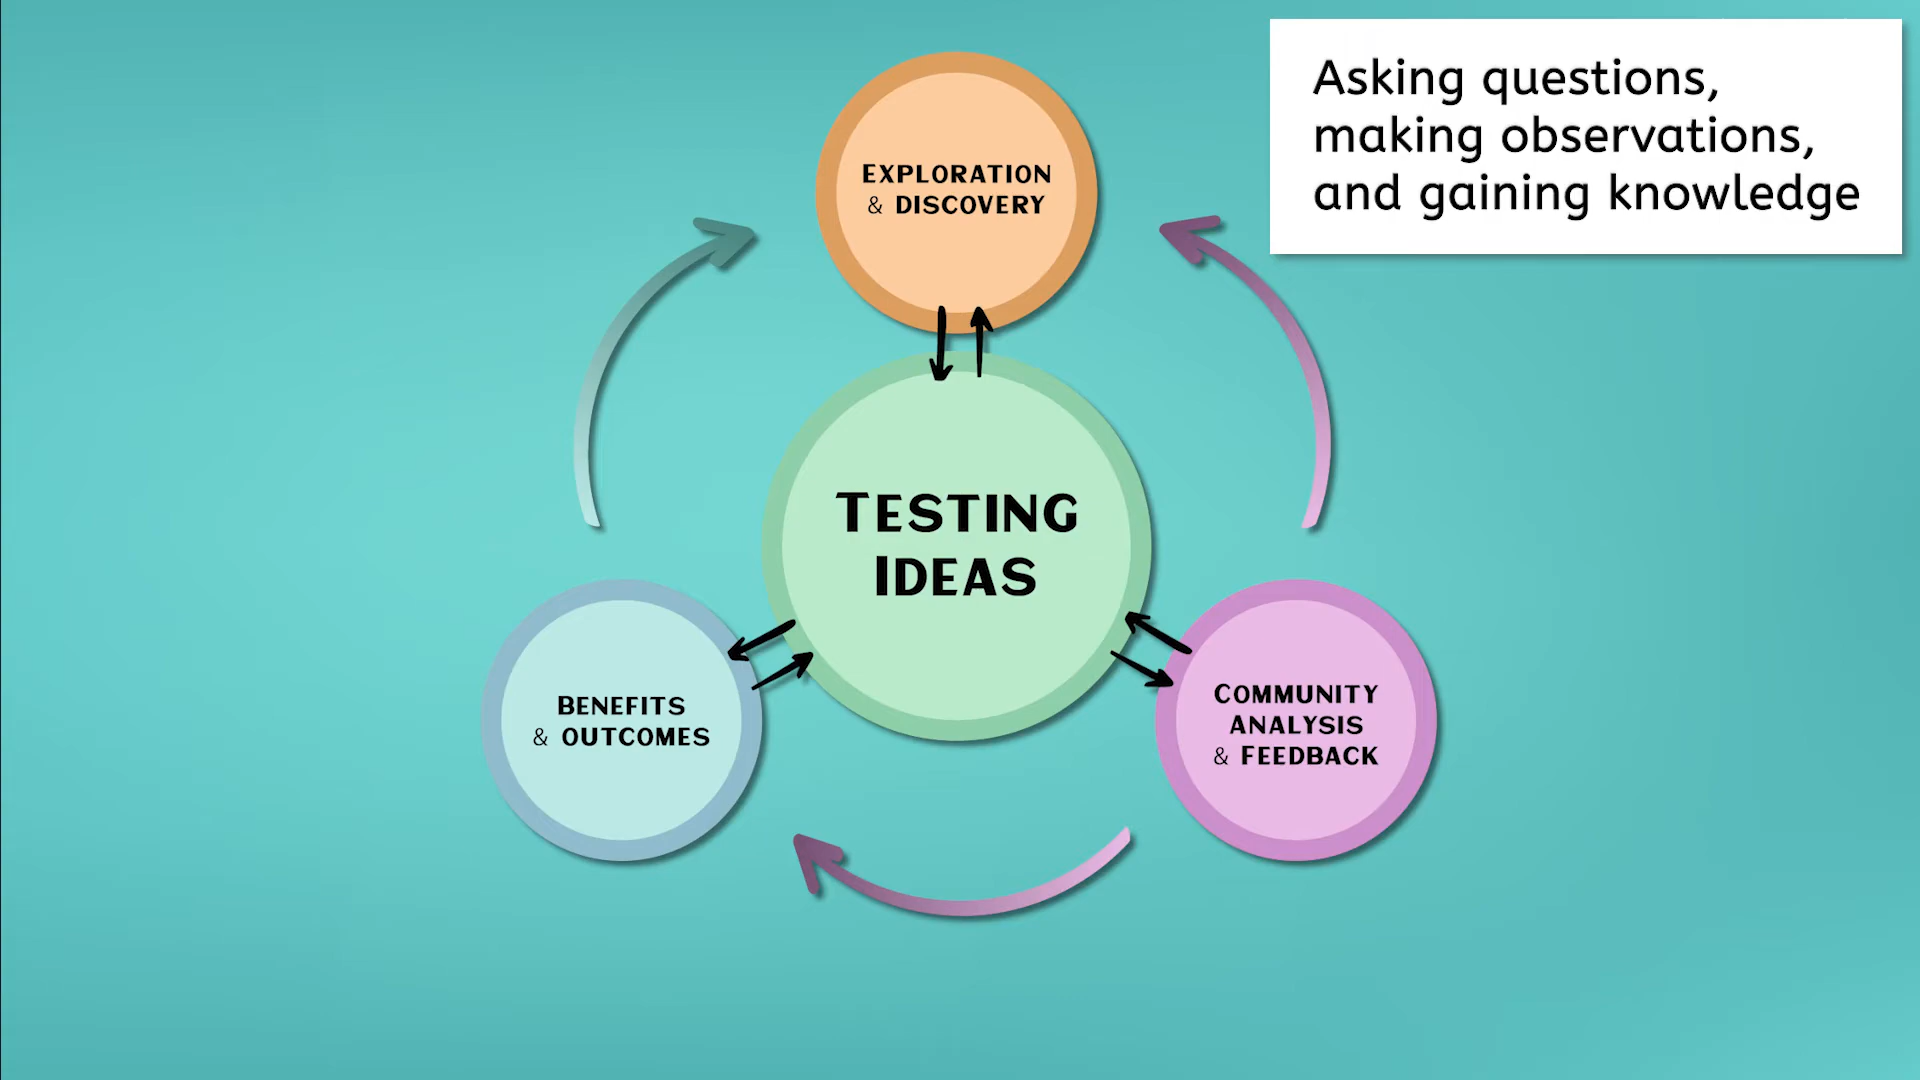 Asking questions,
making observations,
and gaining knowledge
EXPLORATION
& DISCOVERY
TESTING
IDEAS
BENEFITS
& OUTCOMES
COMMUNITY
ANALYSIS
& FEEDBACK